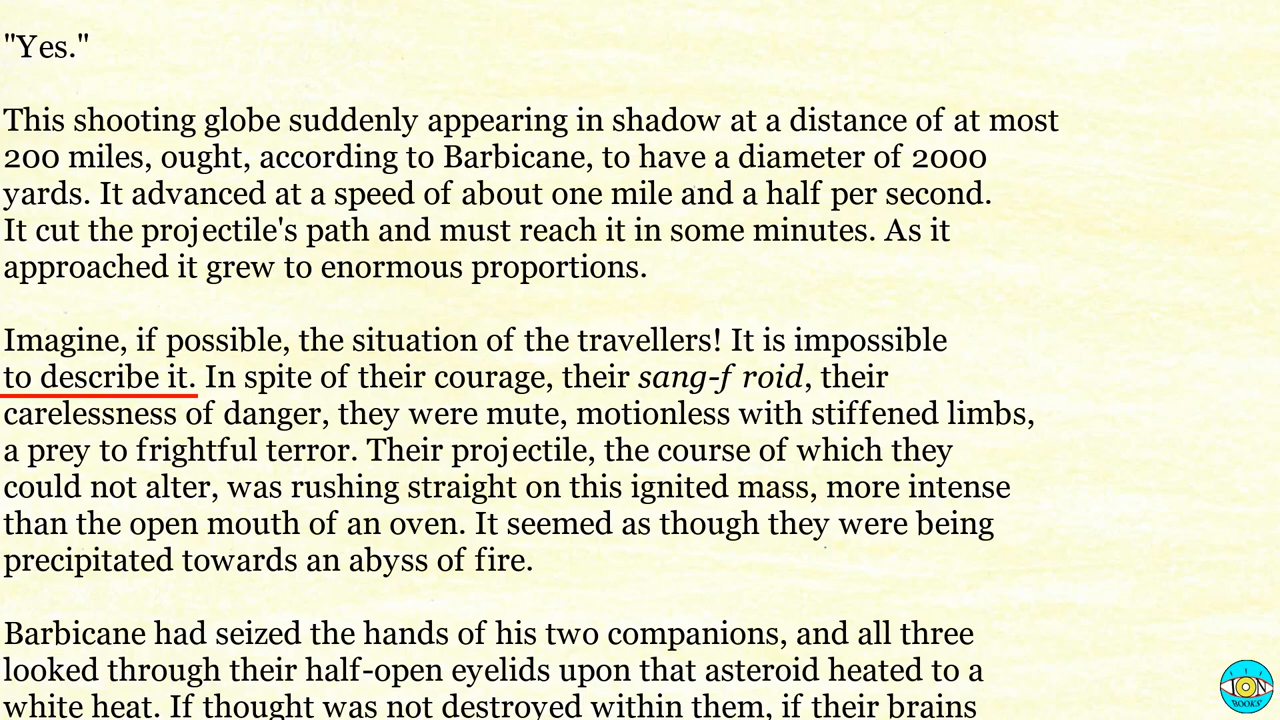 "Yes."
This shooting globe suddenly appearing in shadow at a distance of at most
200 miles, ought, according to Barbicane, to have a diameter of 2000
yards. It advanced at a speed of about one mile and a half per second.
It cut the projectile's path and must reach it in some minutes. As it
approached it grew to enormous proportions.
Imagine, if possible, the situation of the travellers! It is impossible
to describe it. In spite of their courage, their sang-f roid, their
carelessness of danger, they were mute, motionless with stiffened limbs,
a prey to frightful terror. Their projectile, the course of which they
could not alter, was rushing straight on this ignited mass, more intense
than the open mouth of an oven. It seemed as though they were being
precipitated towards an abyss of fire.
Barbicane had seized the hands of his two companions, and all three
looked through their half-open eyelids upon that asteroid heated to a
white heat. If thought was not destroyed within them, if their brains
ION
BOOKS